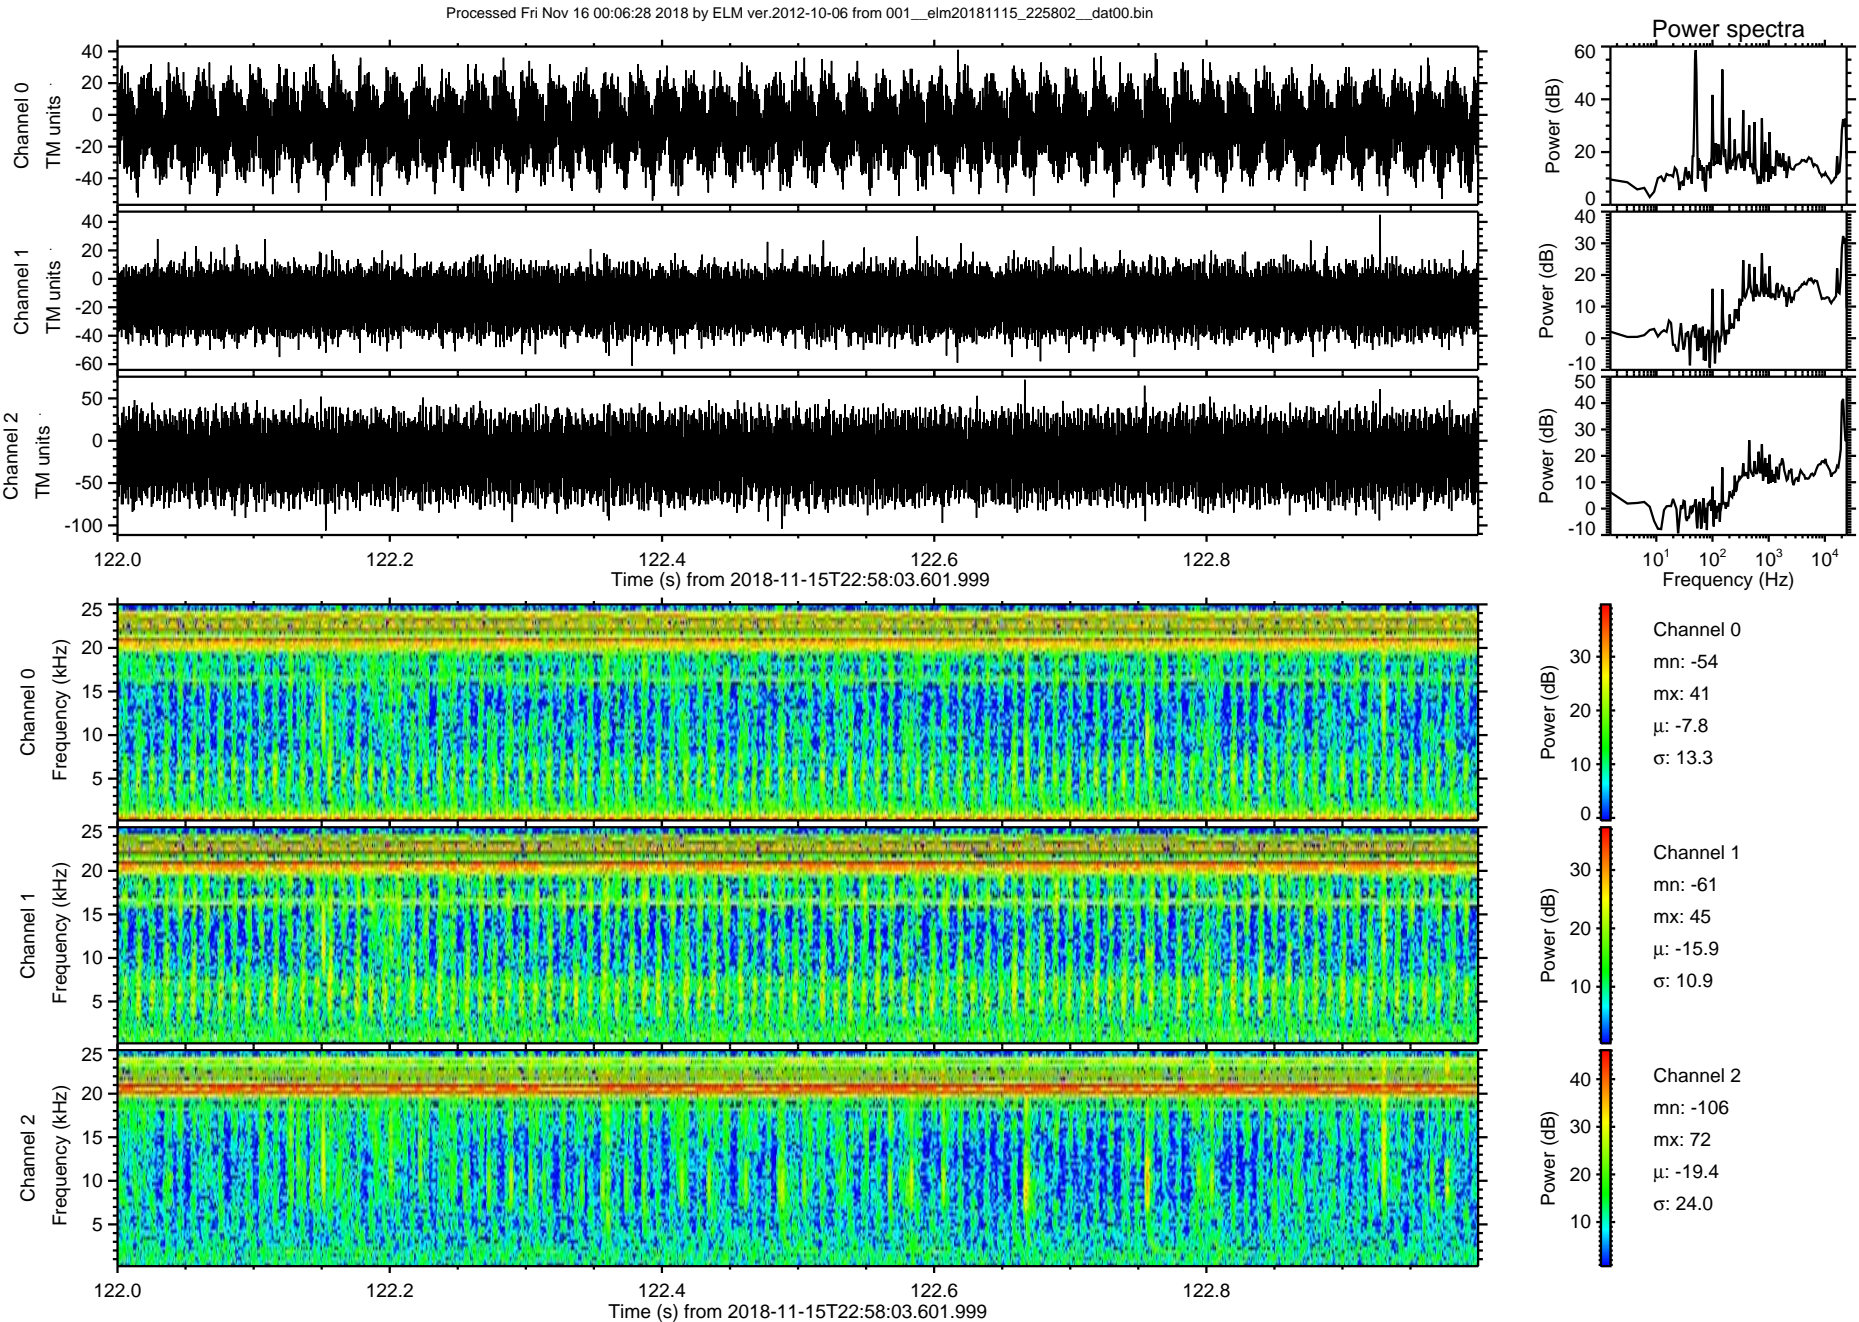 Processed Fri Nov 16 00:06:28 2018 by ELM ver.2012-10-06 from 001__elm20181115_225802__dat00.bin
Power spectra
Channel 0
TM units
40
20
0
-20
-40
Power (dB)
60
40
20
0
Channel 1
TM units
40
20
0
-20
-40
-60
Power (dB)
40
30
20
10
0
-10
Channel 2
TM units
50
0
-50
-100
Power (dB)
50
40
30
20
10
0
-10
122.0 122.2 122.4 122.6 122.8
Time (s) from 2018-11-15T22:58:03.601.999
10^1 10^2 10^3 10^4
Frequency (Hz)
Channel 0
Frequency (kHz)
25
20
15
10
5
Power (dB)
30
20
10
0
Channel 0
mn: -54
mx: 41
μ: -7.8
σ: 13.3
Channel 1
Frequency (kHz)
25
20
15
10
5
Power (dB)
30
20
10
Channel 1
mn: -61
mx: 45
μ: -15.9
σ: 10.9
Channel 2
Frequency (kHz)
25
20
15
10
5
Power (dB)
40
30
20
10
Channel 2
mn: -106
mx: 72
μ: -19.4
σ: 24.0
122.0 122.2 122.4 122.6 122.8
Time (s) from 2018-11-15T22:58:03.601.999